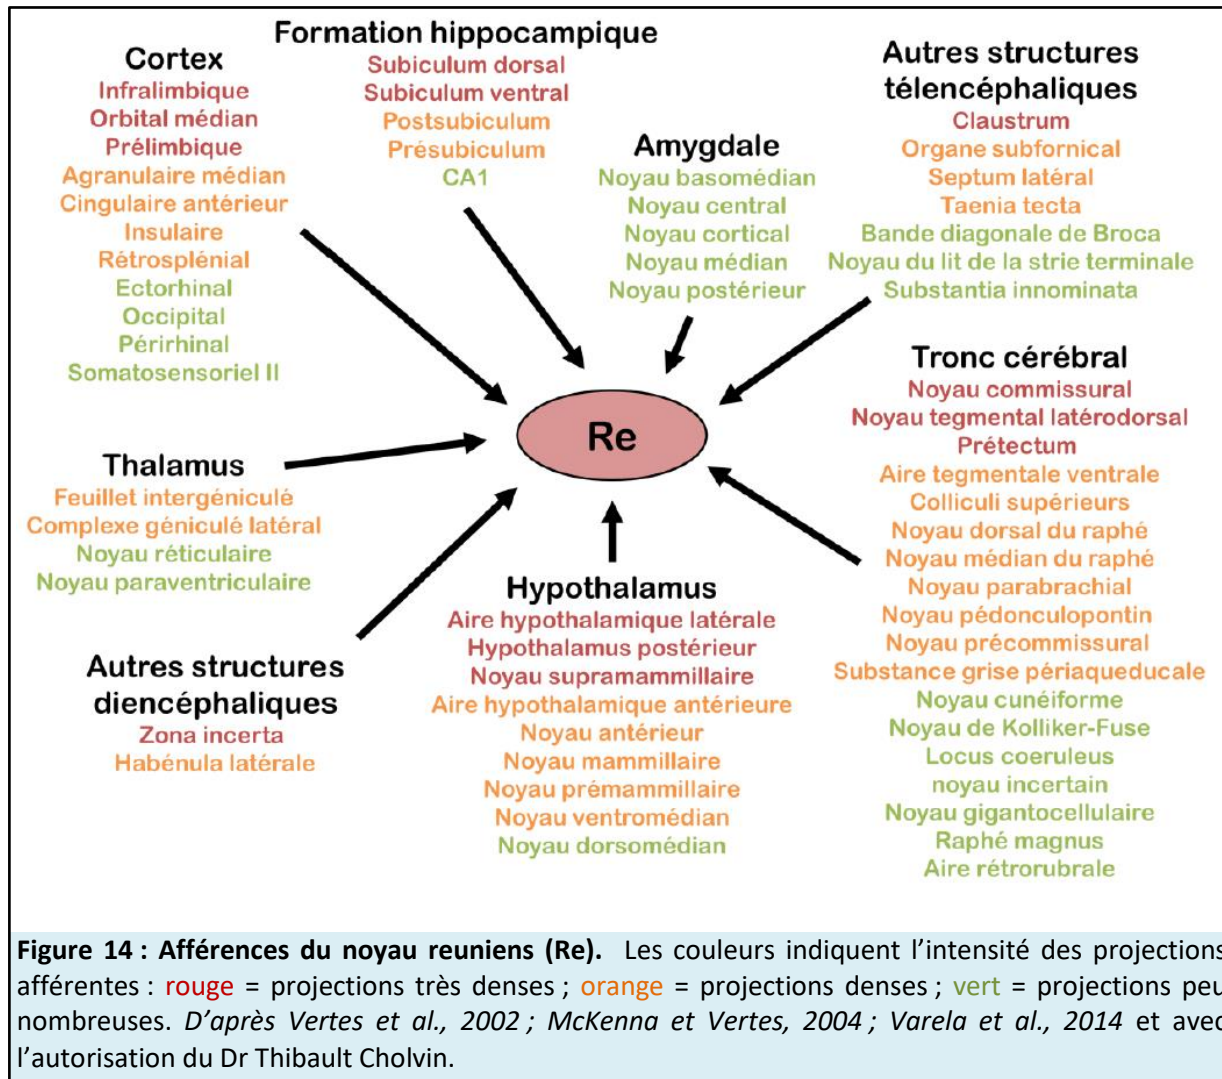 Formation hippocampique
Subiculum dorsal
Subiculum ventral
Postsubiculum
Présubiculum
CA1
Cortex
Infralimbique
Orbital médian
Prélimbique
Agranulaire médian
Cingulaire antérieur
Insulaire
Rétrosplénial
Ectorhinal
Occipital
Périrhinal
Somatosensoriel II
Amygdale
Noyau basomédian
Noyau central
Noyau cortical
Noyau médian
Noyau postérieur
Autres structures
télencéphaliques
Claustrum
Organe subfornical
Septum latéral
Taenia tecta
Bande diagonale de Broca
Noyau du lit de la strie terminale
Substantia innominata
Re
Thalamus
Feuillet intergéniculé
Complexe géniculé latéral
Noyau réticulaire
Noyau paraventriculaire
Autres structures
diencéphaliques
Zona incerta
Habénula latérale
Hypothalamus
Aire hypothalamique latérale
Hypothalamus postérieur
Noyau supramammillaire
Aire hypothalamique antérieure
Noyau antérieur
Noyau mammillaire
Noyau prémammillaire
Noyau ventromédian
Noyau dorsomédian
Tronc cérébral
Noyau commissural
Noyau tegmental latérodorsal
Prétectum
Aire tegmentale ventrale
Colliculi supérieurs
Noyau dorsal du raphé
Noyau médian du raphé
Noyau parabrachial
Noyau pédonculopontin
Noyau précommissural
Substance grise périaqueducale
Noyau cunéiforme
Noyau de Kolliker-Fuse
Locus coeruleus
noyau incertain
Noyau gigantocellulaire
Raphé magnus
Aire rétrorubrale
Figure 14 : Afférences du noyau reuniens (Re). Les couleurs indiquent l'intensité des projections
afférentes : rouge = projections très denses ; orange = projections denses ; vert = projections peu
nombreuses. D'après Vertes et al., 2002 ; McKenna et Vertes, 2004 ; Varela et al., 2014 et avec
l'autorisation du Dr Thibault Cholvin.